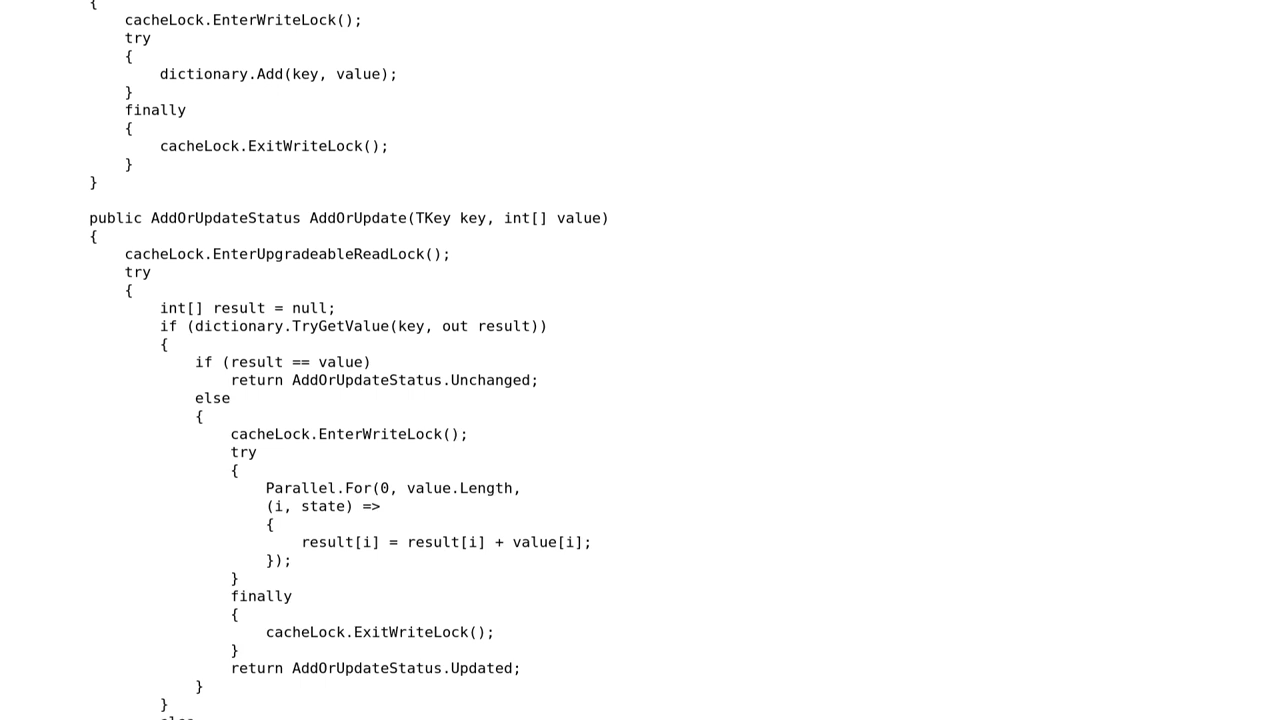 {
cacheLock.EnterWriteLock();
try
{
dictionary.Add(key, value);
}
finally
{
cacheLock.ExitWriteLock();
}
}
public AddOrUpdateStatus AddOrUpdate(TKey key, int[] value)
{
cacheLock.EnterUpgradeableReadLock();
try
{
int[] result = null;
if (dictionary.TryGetValue(key, out result))
{
if (result == value)
return AddOrUpdateStatus.Unchanged;
else
{
cacheLock.EnterWriteLock();
try
{
Parallel.For(0, value.Length,
(i, state) =>
{
result[i] = result[i] + value[i];
});
}
finally
{
cacheLock.ExitWriteLock();
}
return AddOrUpdateStatus.Updated;
}
}
else